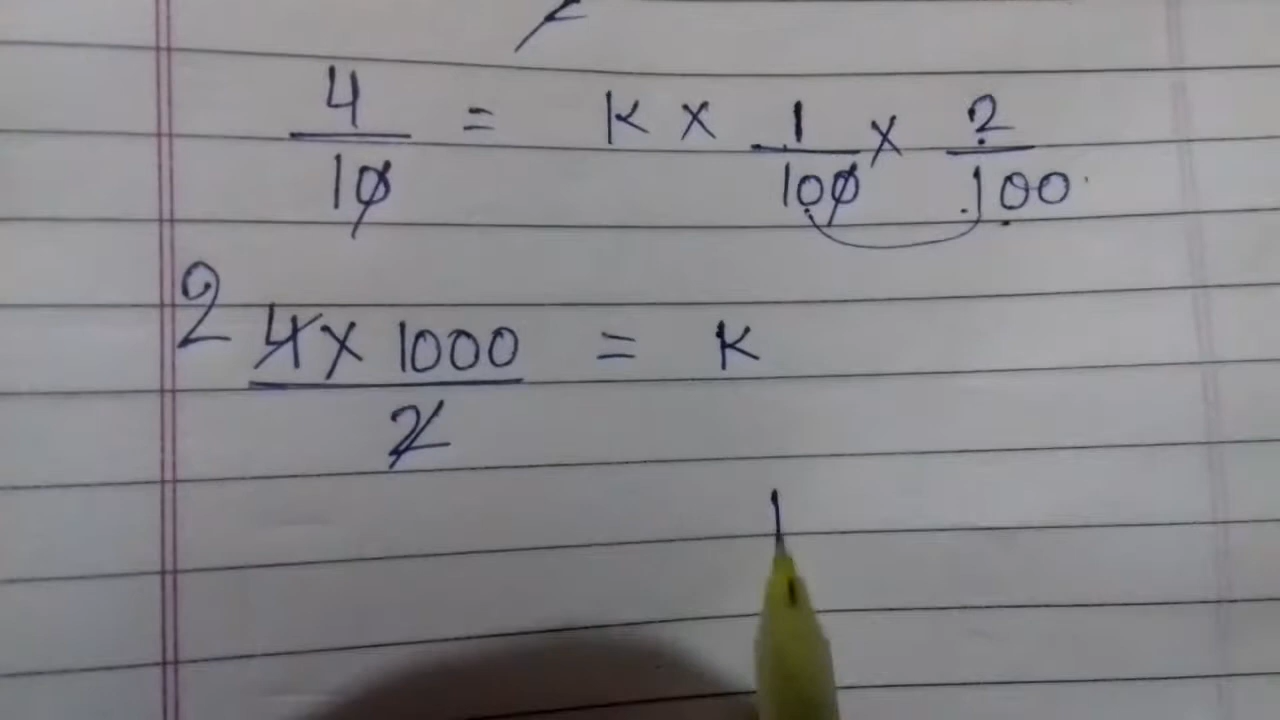 4/10 = K × 1/100 × 2/100
2 4 × 1000 / 2 = K